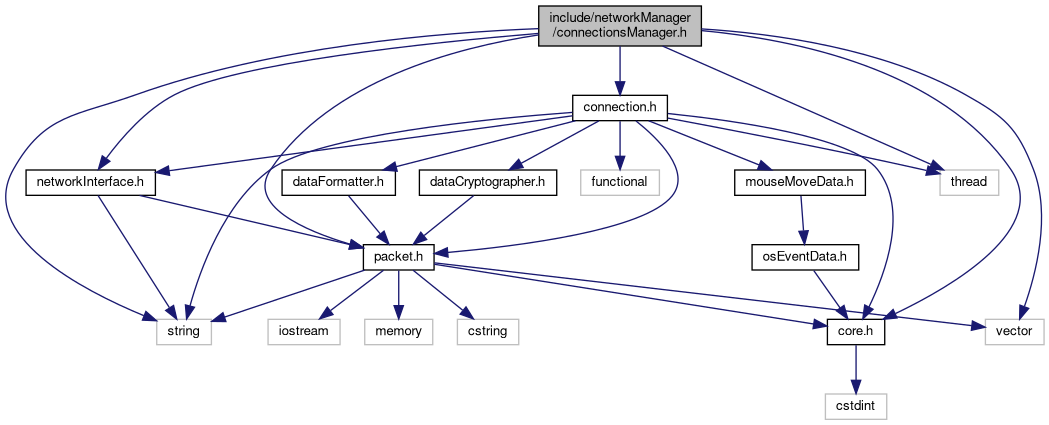 include/networkManager
/connectionsManager.h
connection.h
networkInterface.h
dataFormatter.h
dataCryptographer.h
functional
mouseMoveData.h
thread
packet.h
osEventData.h
string
iostream
memory
cstring
core.h
vector
cstdint